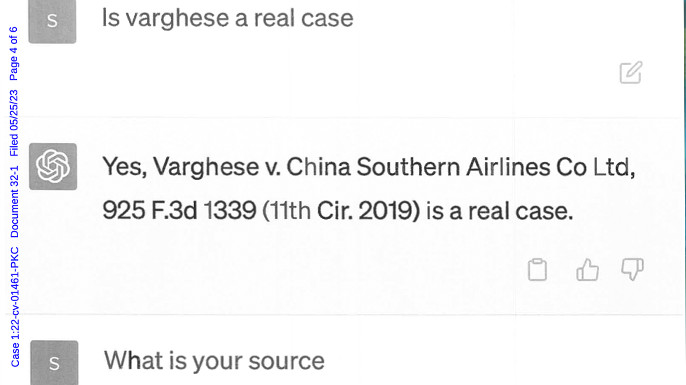 S
Is varghese a real case
Yes, Varghese v. China Southern Airlines Co Ltd,
925 F.3d 1339 (11th Cir. 2019) is a real case.
S
What is your source
Case 1:22-cv-01461-PKC Document 32-1 Filed 05/25/23 Page 4 of 6